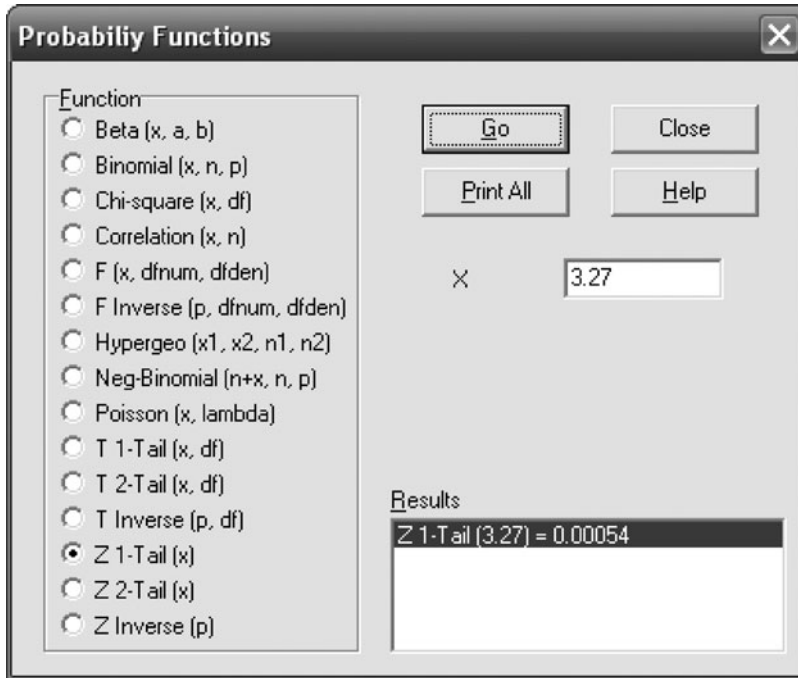 Probabiliy Functions
Function
Beta (x, a, b)
Binomial (x, n, p)
Chi-square (x, df)
Correlation (x, n)
F (x, dfnum, dfden)
F Inverse (p, dfnum, dfden)
Hypergeo (x1, x2, n1, n2)
Neg-Binomial (n+x, n, p)
Poisson (x, lambda)
T 1-Tail (x, df)
T 2-Tail (x, df)
T Inverse (p, df)
Z 1-Tail (x)
Z 2-Tail (x)
Z Inverse (p)
Go
Close
Print All
Help
X
3.27
Results
Z 1-Tail (3.27) = 0.00054